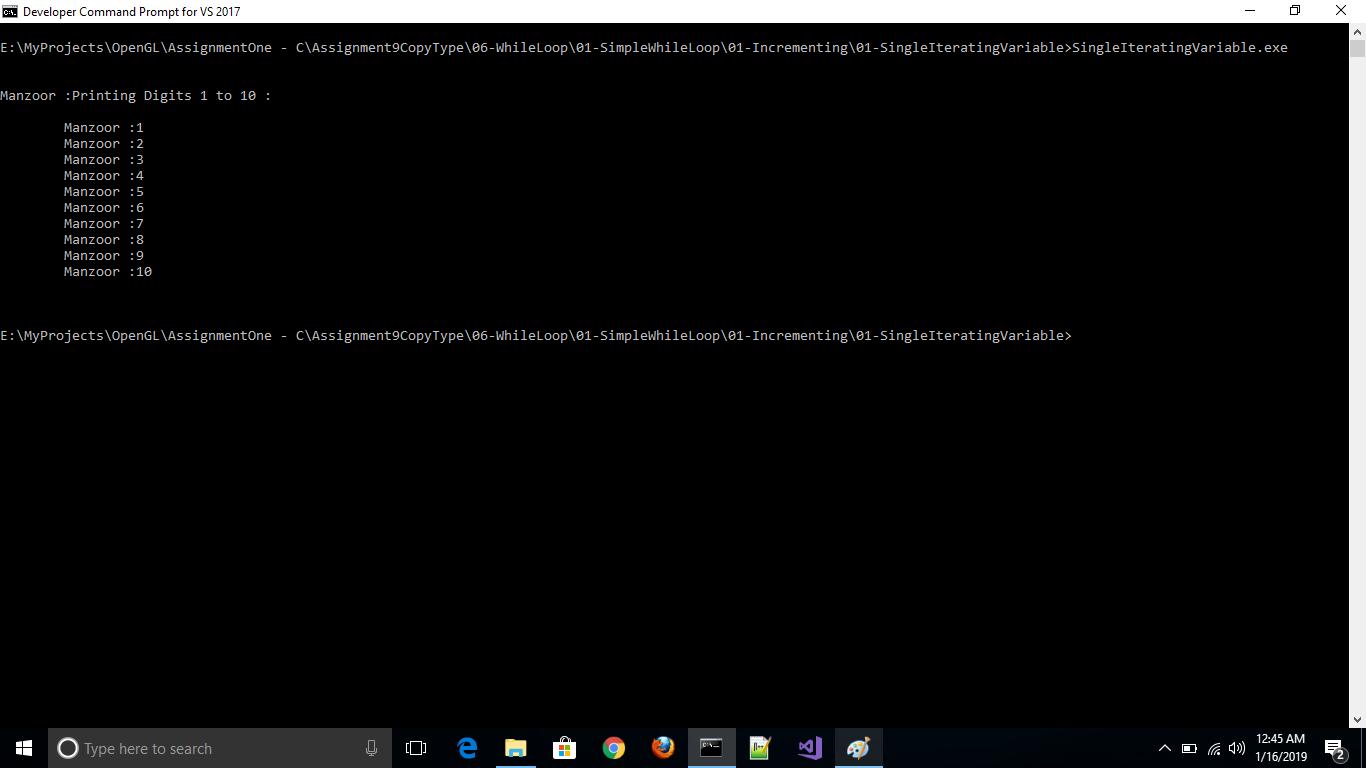 Developer Command Prompt for VS 2017
E:\MyProjects\OpenGL\AssignmentOne - C\Assignment9CopyType\06-WhileLoop\01-SimpleWhileLoop\01-Incrementing\01-SingleIteratingVariable>SingleIteratingVariable.exe
Manzoor :Printing Digits 1 to 10 :
Manzoor :1
Manzoor :2
Manzoor :3
Manzoor :4
Manzoor :5
Manzoor :6
Manzoor :7
Manzoor :8
Manzoor :9
Manzoor :10
E:\MyProjects\OpenGL\AssignmentOne - C\Assignment9CopyType\06-WhileLoop\01-SimpleWhileLoop\01-Incrementing\01-SingleIteratingVariable>
Type here to search
12:45 AM
1/16/2019
2